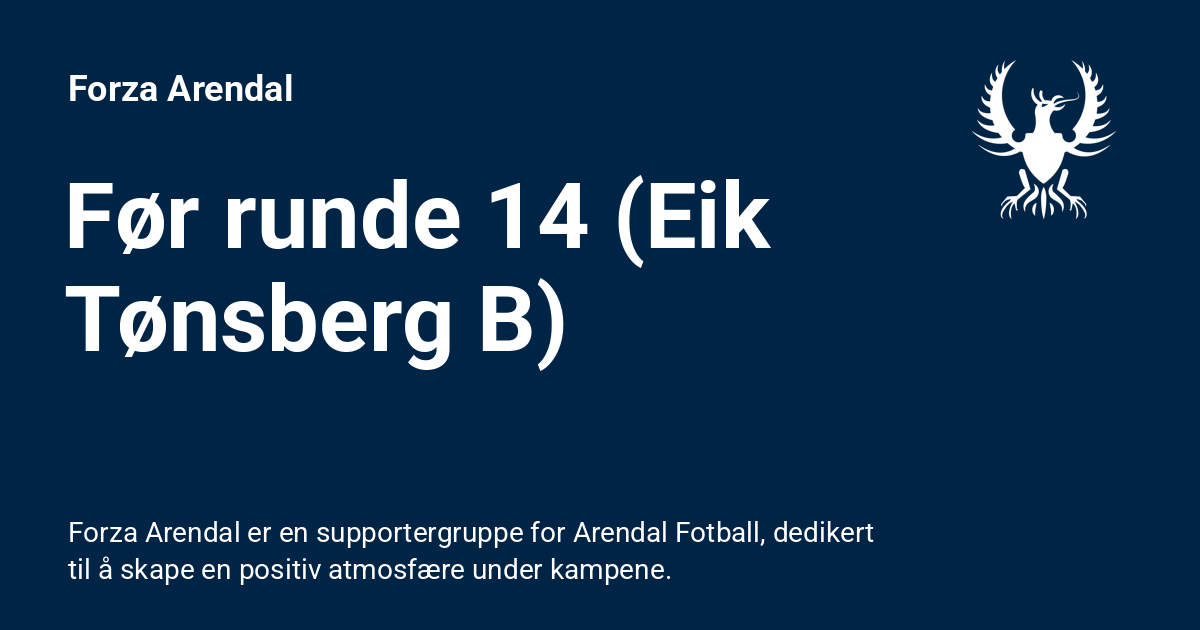 Forza Arendal
Før runde 14 (Eik
Tønsberg B)
Forza Arendal er en supportergruppe for Arendal Fotball, dedikert
til å skape en positiv atmosfære under kampene.